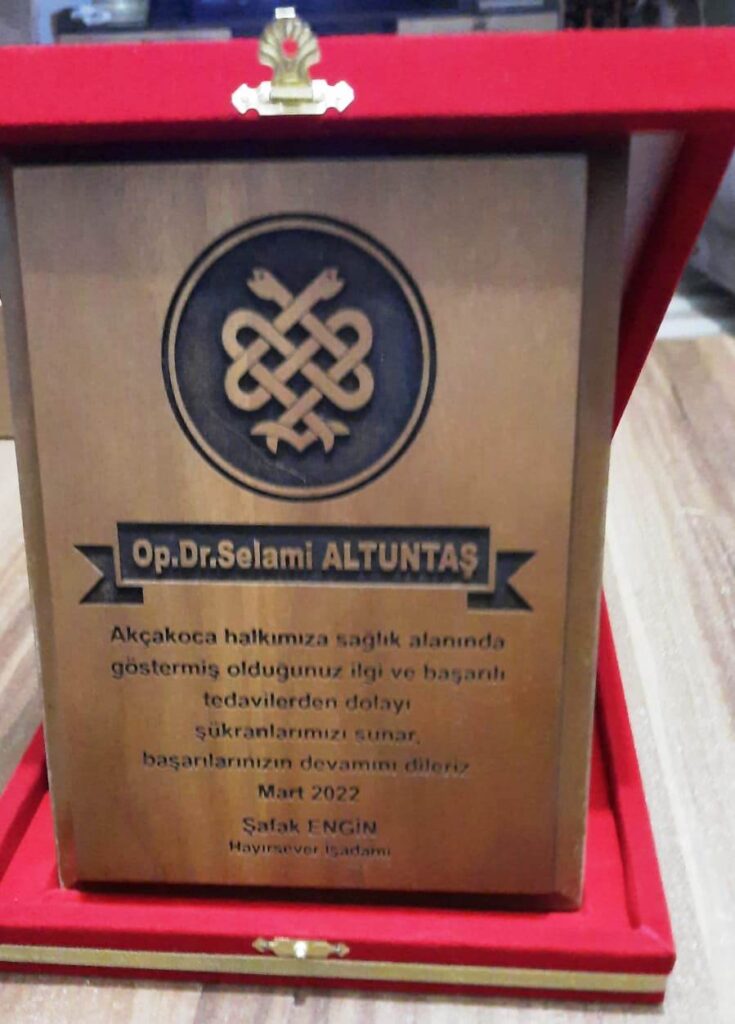 Op.Dr.Selami ALTUNTAŞ
Akçakoca halkımıza sağlık alanında
göstermiş olduğunuz ilgi ve başarılı
tedavilerden dolayı
şükranlarımızı sunar,
başarılarınızın devamını dileriz
Mart 2022
Şafak ENGİN
Hayırsever İşadamı